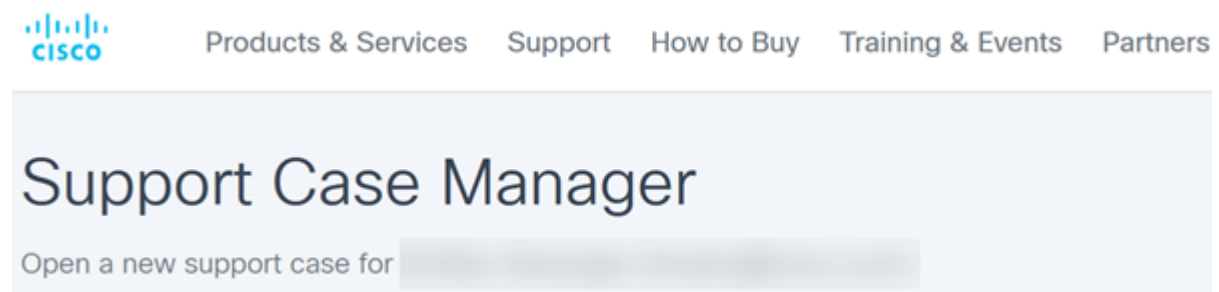 CISCO
Products & Services Support How to Buy Training & Events Partners
Support Case Manager
Open a new support case for